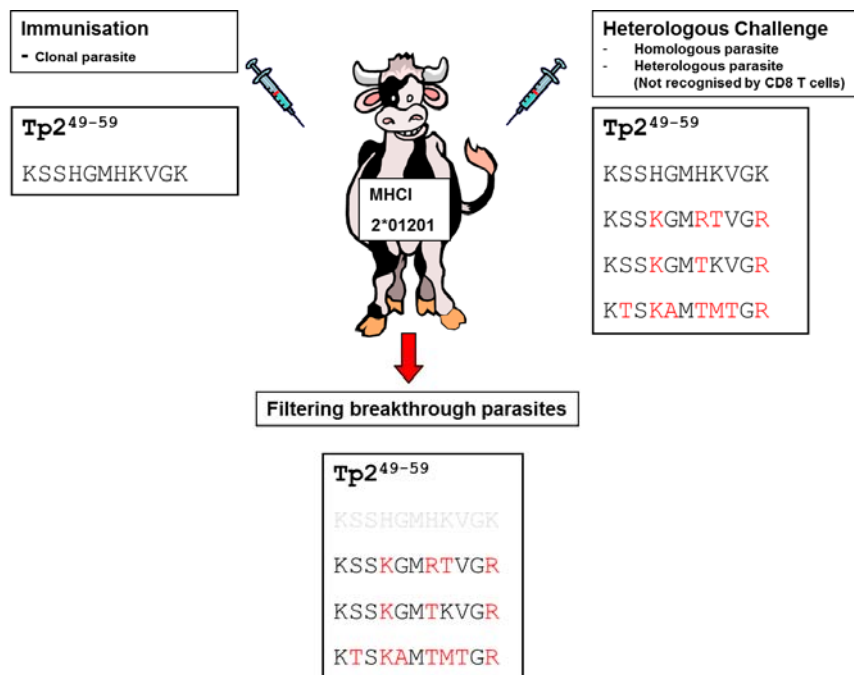 Immunisation
- Clonal parasite
Tp2⁴⁹⁻⁵⁹
KSSHGMHKVGK
MHCI
2*01201
Heterologous Challenge
- Homologous parasite
- Heterologous parasite
(Not recognised by CD8 T cells)
Tp2⁴⁹⁻⁵⁹
KSSHGMHKVGK
KSSKGMRTVGR
KSSKGMTKVGR
KTSKAMTMTGR
Filtering breakthrough parasites
Tp2⁴⁹⁻⁵⁹
KSSHGMHKVGK
KSSKGMRTVGR
KSSKGMTKVGR
KTSKAMTMTGR